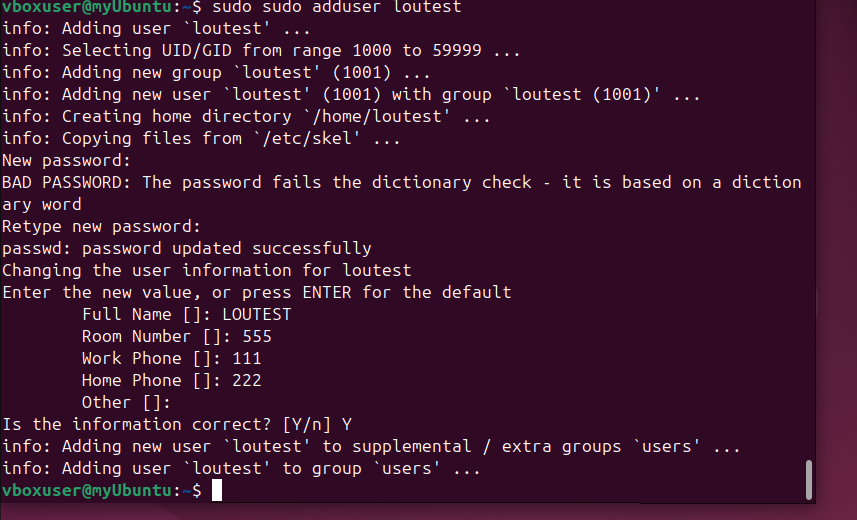 vboxuser@myUbuntu:~$ sudo sudo adduser loutest
info: Adding user `loutest' ...
info: Selecting UID/GID from range 1000 to 59999 ...
info: Adding new group `loutest' (1001) ...
info: Adding new user `loutest' (1001) with group `loutest (1001)' ...
info: Creating home directory `/home/loutest' ...
info: Copying files from `/etc/skel' ...
New password:
BAD PASSWORD: The password fails the dictionary check - it is based on a diction
ary word
Retype new password:
passwd: password updated successfully
Changing the user information for loutest
Enter the new value, or press ENTER for the default
        Full Name []: LOUTEST
        Room Number []: 555
        Work Phone []: 111
        Home Phone []: 222
        Other []:
Is the information correct? [Y/n] Y
info: Adding new user `loutest' to supplemental / extra groups `users' ...
info: Adding user `loutest' to group `users' ...
vboxuser@myUbuntu:~$